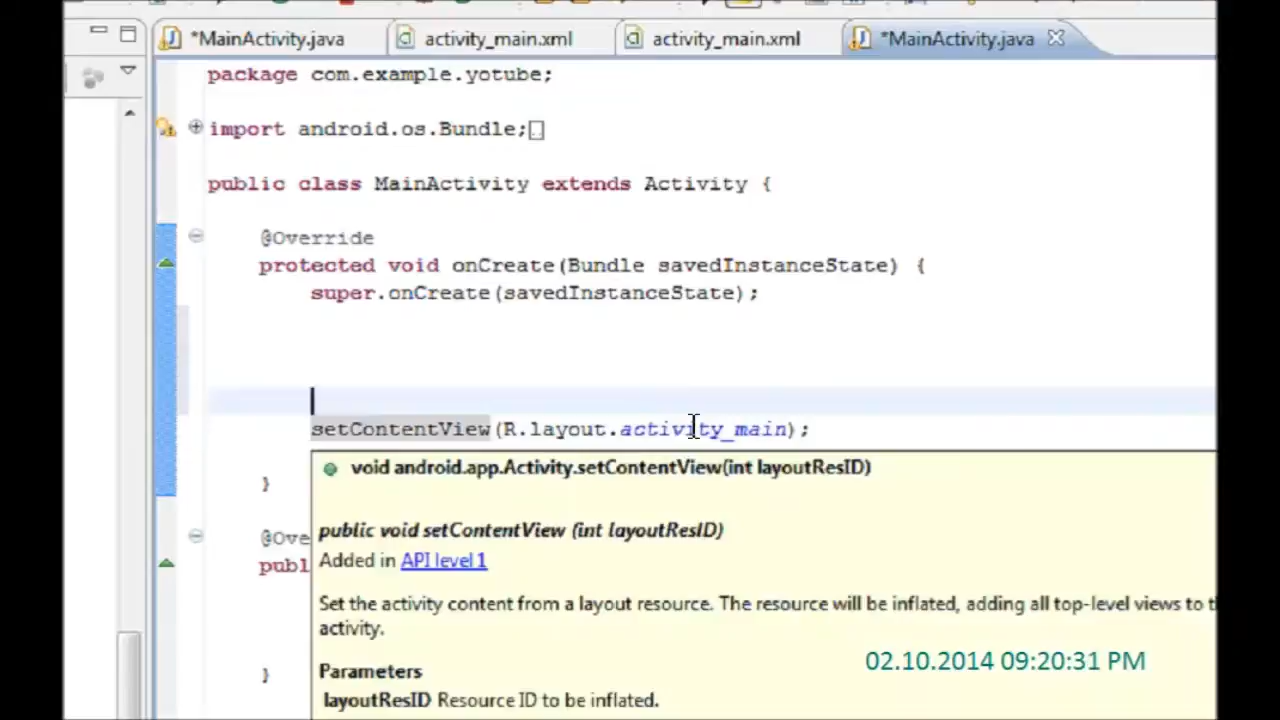 *MainActivity.java
activity_main.xml
activity_main.xml
*MainActivity.java
package com.example.yotube;
import android.os.Bundle;
public class MainActivity extends Activity {
@Override
protected void onCreate(Bundle savedInstanceState) {
super.onCreate(savedInstanceState);
setContentView(R.layout.activity_main);
void android.app.Activity.setContentView(int layoutResID)
}
public void setContentView (int layoutResID)
@Ove
Added in API level 1
publ
Set the activity content from a layout resource. The resource will be inflated, adding all top-level views to
activity.
02.10.2014 09:20:31 PM
Parameters
}
layoutResID Resource ID to be inflated.